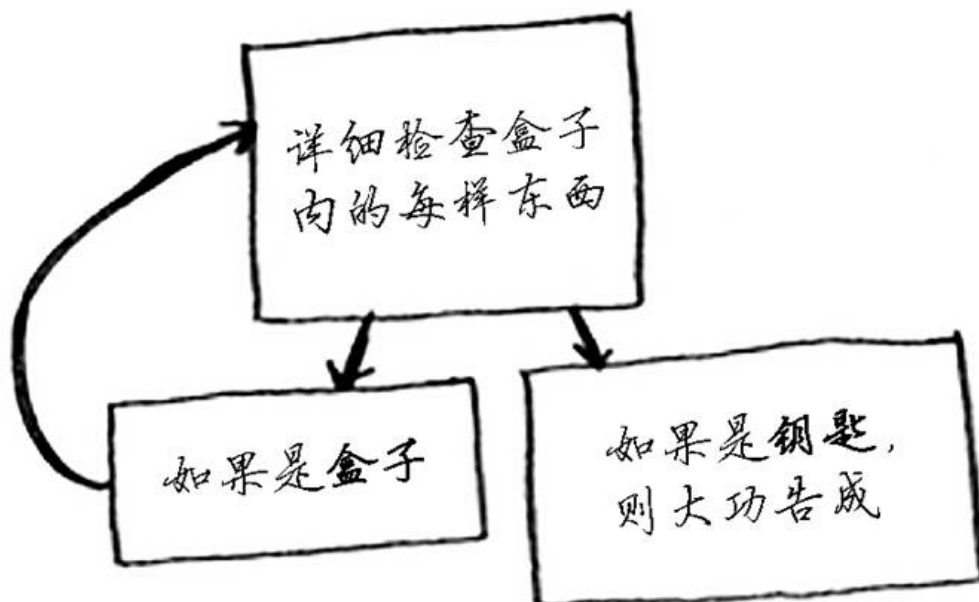 详细检查盒子
内的每样东西
如果是盒子
如果是钥匙,
则大功告成